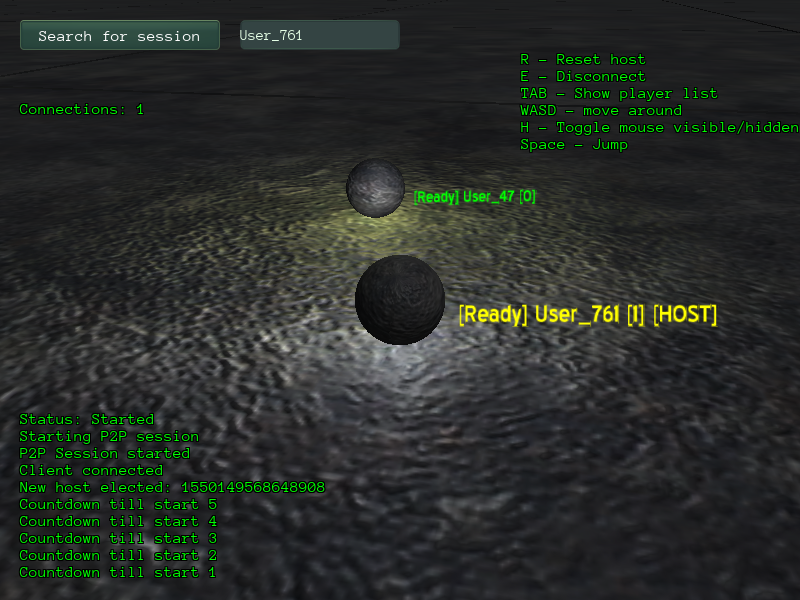 Search for session
User_761
R - Reset host
E - Disconnect
TAB - Show player list
WASD - move around
H - Toggle mouse visible/hidden
Space - Jump
Connections: 1
[Ready] User_47 [0]
[Ready] User_761 [1] [HOST]
Status: Started
Starting P2P session
P2P Session started
Client connected
New host elected: 1550149568648908
Countdown till start 5
Countdown till start 4
Countdown till start 3
Countdown till start 2
Countdown till start 1